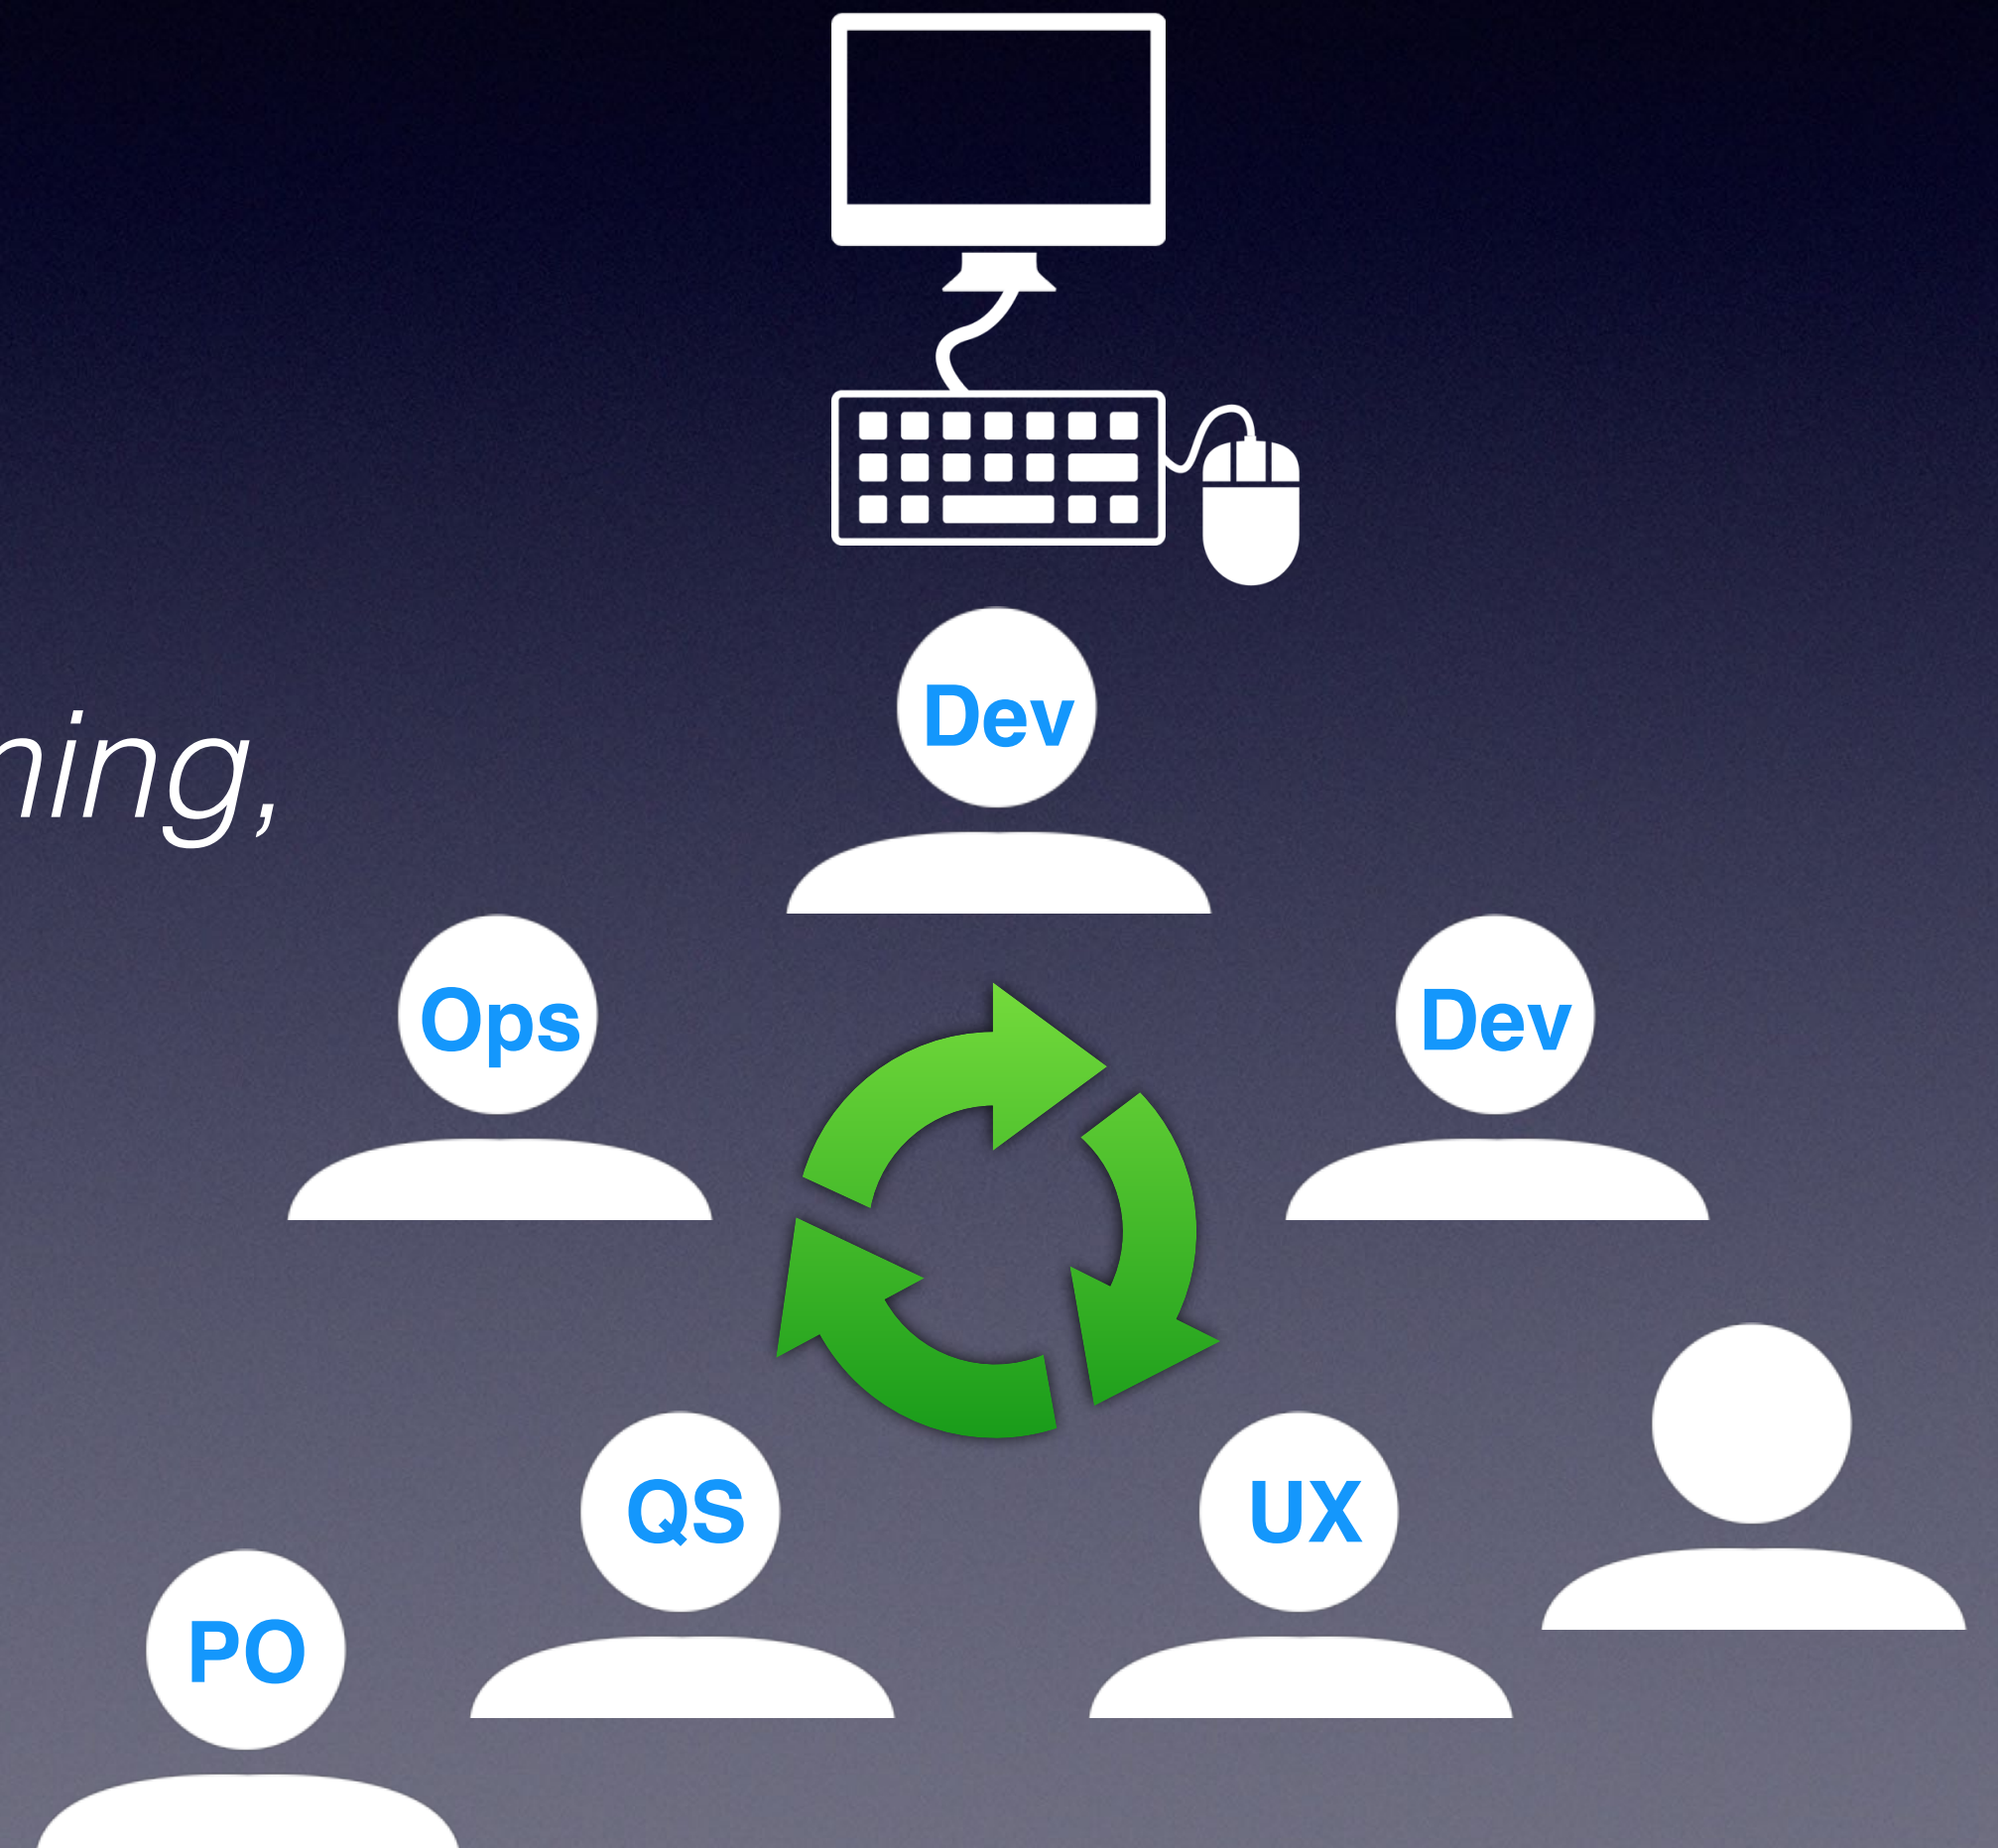 Dev
ning,
Ops
Dev
QS
UX
PO